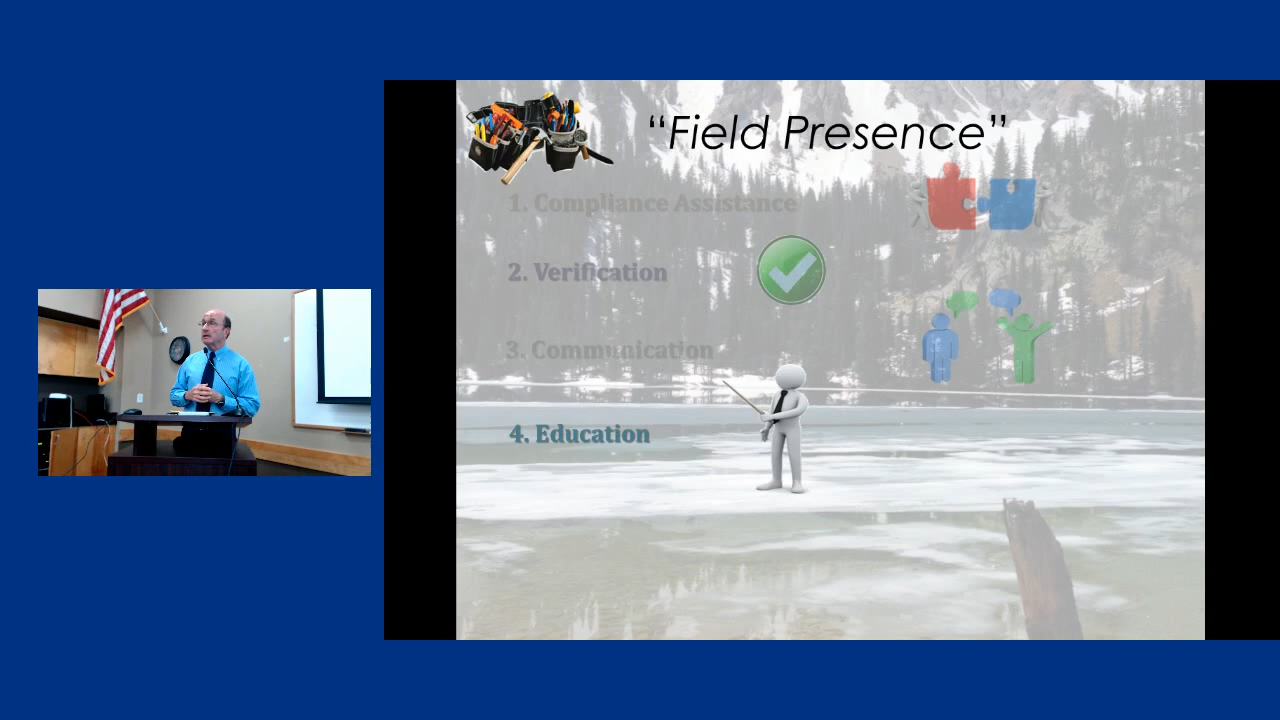 “Field Presence”
1. Compliance Assistance
2. Verification
3. Communication
4. Education